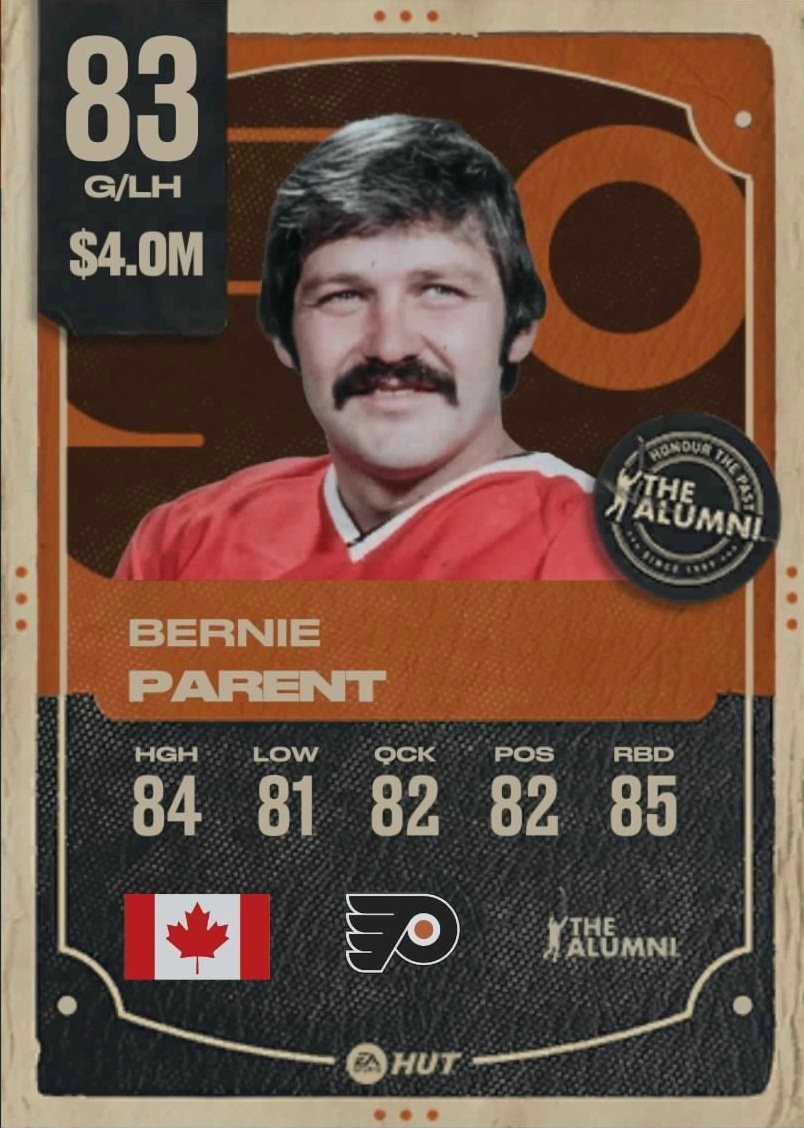 83
G/LH
$4.0M
HONOUR THE PAST
THE
ALUMNI
BERNIE
PARENT
HGH LOW QCK POS RBD
84 81 82 82 85
THE
ALUMNI
EA
HUT